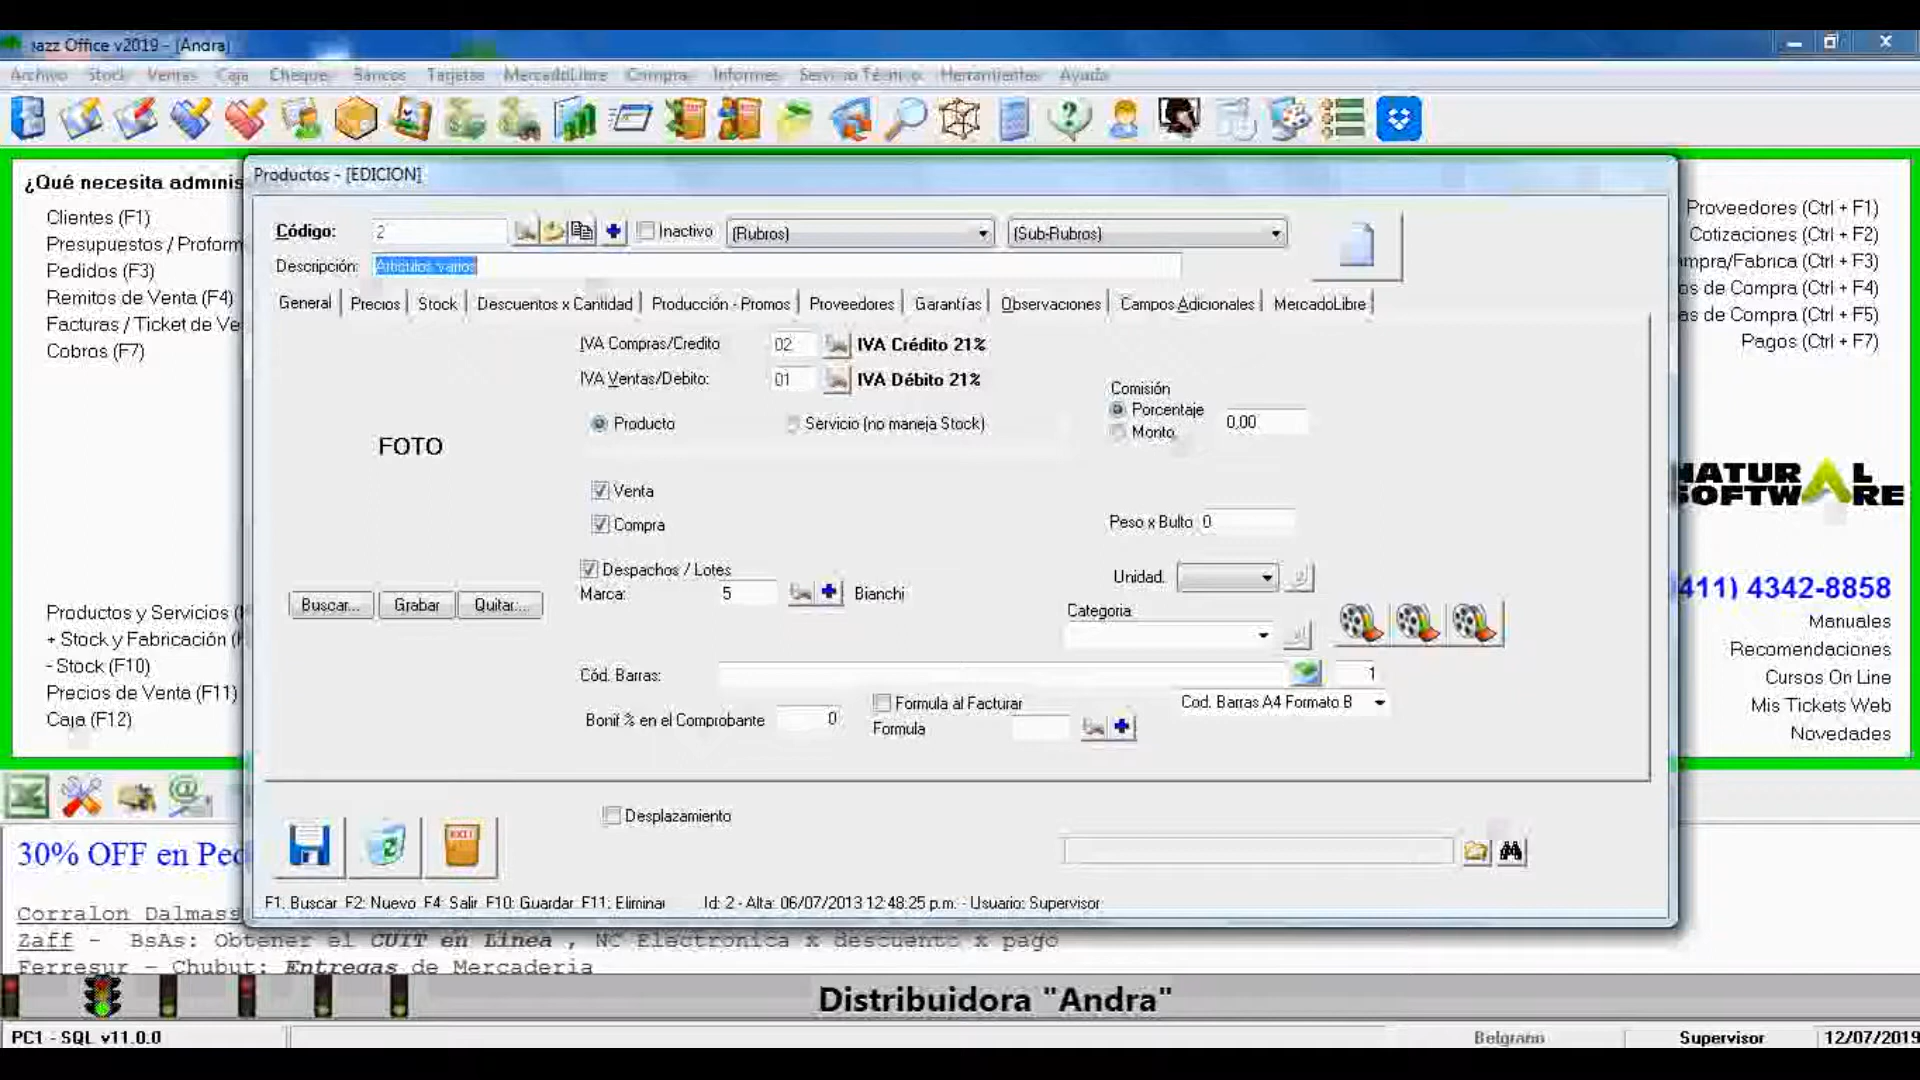 Jazz Office v2019 - [Andra]
Archivo Stock Ventas Caja Cheque Bancos Tarjetas MercadoLibre Compra Informes Servicio Técnico Herramientas Ayuda
¿Qué necesita adminis
Clientes (F1)
Presupuestos / Proform
Pedidos (F3)
Remitos de Venta (F4)
Facturas / Ticket de Ve
Cobros (F7)
Productos y Servicios (
+ Stock y Fabricación (
- Stock (F10)
Precios de Venta (F11)
Caja (F12)
Productos - [EDICION]
Código: 2 Inactivo (Rubros) (Sub-Rubros)
Descripción: Articulos varios
General Precios Stock Descuentos x Cantidad Producción - Promos Proveedores Garantías Observaciones Campos Adicionales MercadoLibre
IVA Compras/Credito 02 IVA Crédito 21%
IVA Ventas/Debito: 01 IVA Débito 21%
Comisión
Porcentaje 0,00
Monto
Producto Servicio (no maneja Stock)
FOTO
Venta
Compra
Peso x Bulto 0
Despachos / Lotes
Marca: 5 Bianchi
Unidad
Categoria
Buscar... Grabar Quitar...
Cód. Barras: 1
Formula al Facturar
Cod. Barras A4 Formato B
Bonif % en el Comprobante 0
Formula
Desplazamiento
EXIT
F1: Buscar F2: Nuevo F4: Salir F10: Guardar F11: Eliminar Id: 2 - Alta: 06/07/2013 12:48:25 p.m. - Usuario: Supervisor
Proveedores (Ctrl + F1)
Cotizaciones (Ctrl + F2)
mpra/Fabrica (Ctrl + F3)
os de Compra (Ctrl + F4)
as de Compra (Ctrl + F5)
Pagos (Ctrl + F7)
NATURAL
SOFTWARE
411) 4342-8858
Manuales
Recomendaciones
Cursos On Line
Mis Tickets Web
Novedades
30% OFF en Ped
Corralon Dalmass
Zaff - BsAs: Obtener el CUIT en Linea , NC Electronica x descuento x pago
Ferresur - Chubut: Entregas de Mercaderia
Distribuidora "Andra"
PC1 - SQL v11.0.0 Belgrano Supervisor 12/07/2019